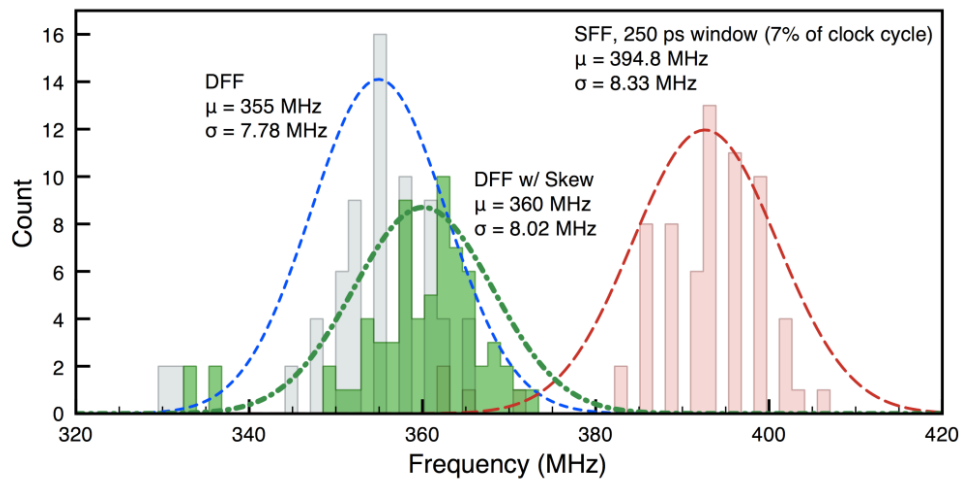 16
14
12
10
8
6
4
2
0
Count
DFF
μ = 355 MHz
σ = 7.78 MHz
DFF w/ Skew
μ = 360 MHz
σ = 8.02 MHz
SFF, 250 ps window (7% of clock cycle)
μ = 394.8 MHz
σ = 8.33 MHz
320 340 360 380 400 420
Frequency (MHz)